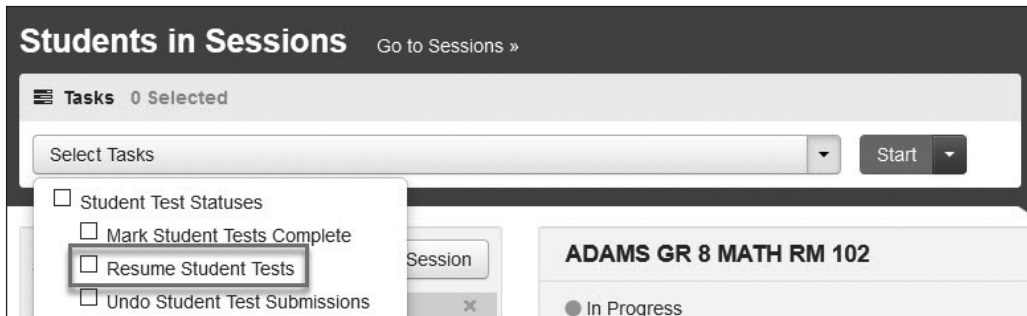 Students in Sessions Go to Sessions »
Tasks 0 Selected
Select Tasks Start
Student Test Statuses
Mark Student Tests Complete
Resume Student Tests
Undo Student Test Submissions
Session
ADAMS GR 8 MATH RM 102
In Progress